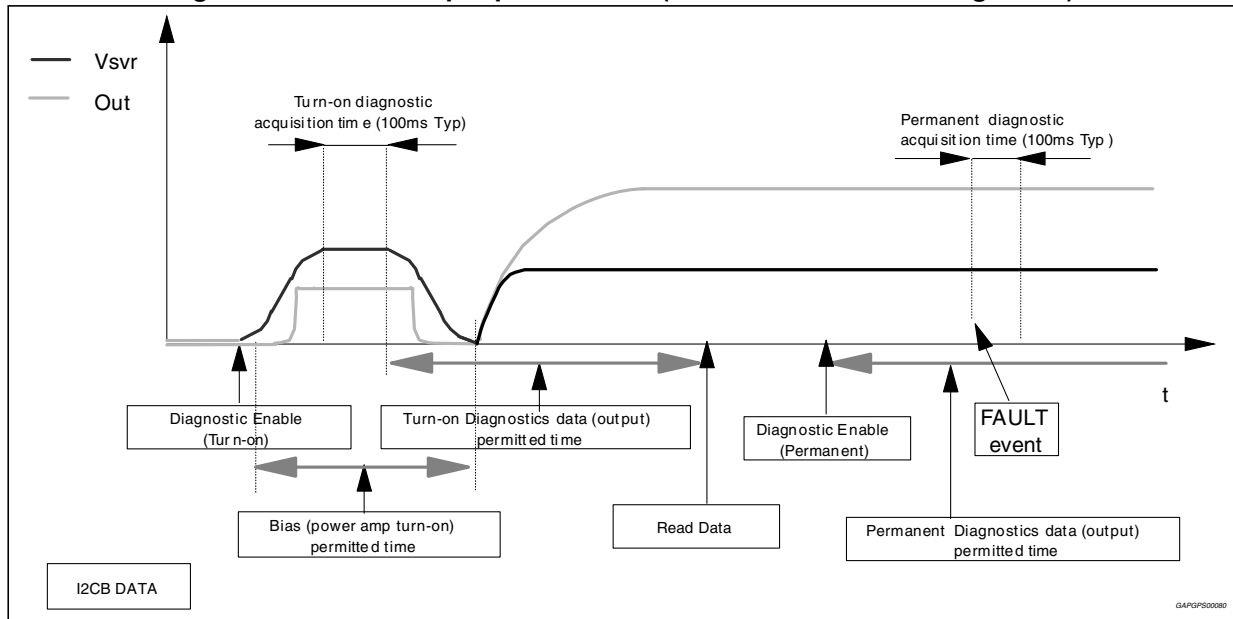 Vsvr
Out
Turn-on diagnostic
acquisition time (100ms Typ)
Permanent diagnostic
acquisition time (100ms Typ)
t
Diagnostic Enable
(Turn-on)
Turn-on Diagnostics data (output)
permitted time
Diagnostic Enable
(Permanent)
FAULT
event
Bias (power amp turn-on)
permitted time
Read Data
Permanent Diagnostics data (output)
permitted time
I2CB DATA
GAPGPS00080